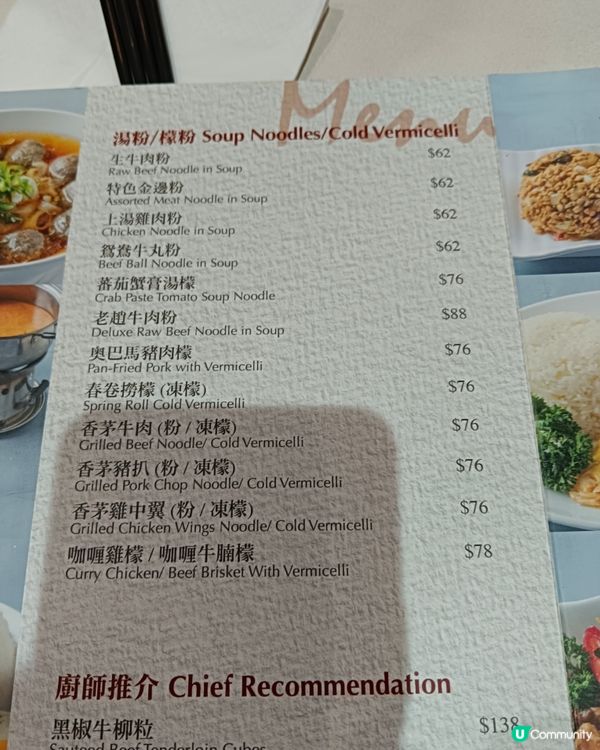 Menu
湯粉/檬粉 Soup Noodles/Cold Vermicelli
生牛肉粉 $62
Raw Beef Noodle in Soup
特色金邊粉 $62
Assorted Meat Noodle in Soup
上湯雞肉粉 $62
Chicken Noodle in Soup
鴛鴦牛丸粉 $62
Beef Ball Noodle in Soup
蕃茄蟹膏湯檬 $76
Crab Paste Tomato Soup Noodle
老趙牛肉粉 $88
Deluxe Raw Beef Noodle in Soup
奧巴馬豬肉檬 $76
Pan-Fried Pork with Vermicelli
春卷撈檬 (凍檬) $76
Spring Roll Cold Vermicelli
香茅牛肉 (粉 / 凍檬) $76
Grilled Beef Noodle/ Cold Vermicelli
香茅豬扒 (粉 / 凍檬) $76
Grilled Pork Chop Noodle/ Cold Vermicelli
香茅雞中翼 (粉 / 凍檬) $76
Grilled Chicken Wings Noodle/ Cold Vermicelli
咖喱雞檬 / 咖喱牛腩檬 $78
Curry Chicken/ Beef Brisket With Vermicelli
廚師推介 Chief Recommendation
黑椒牛柳粒 $138
Sauteed Beef Tenderloin Cubes
U Community